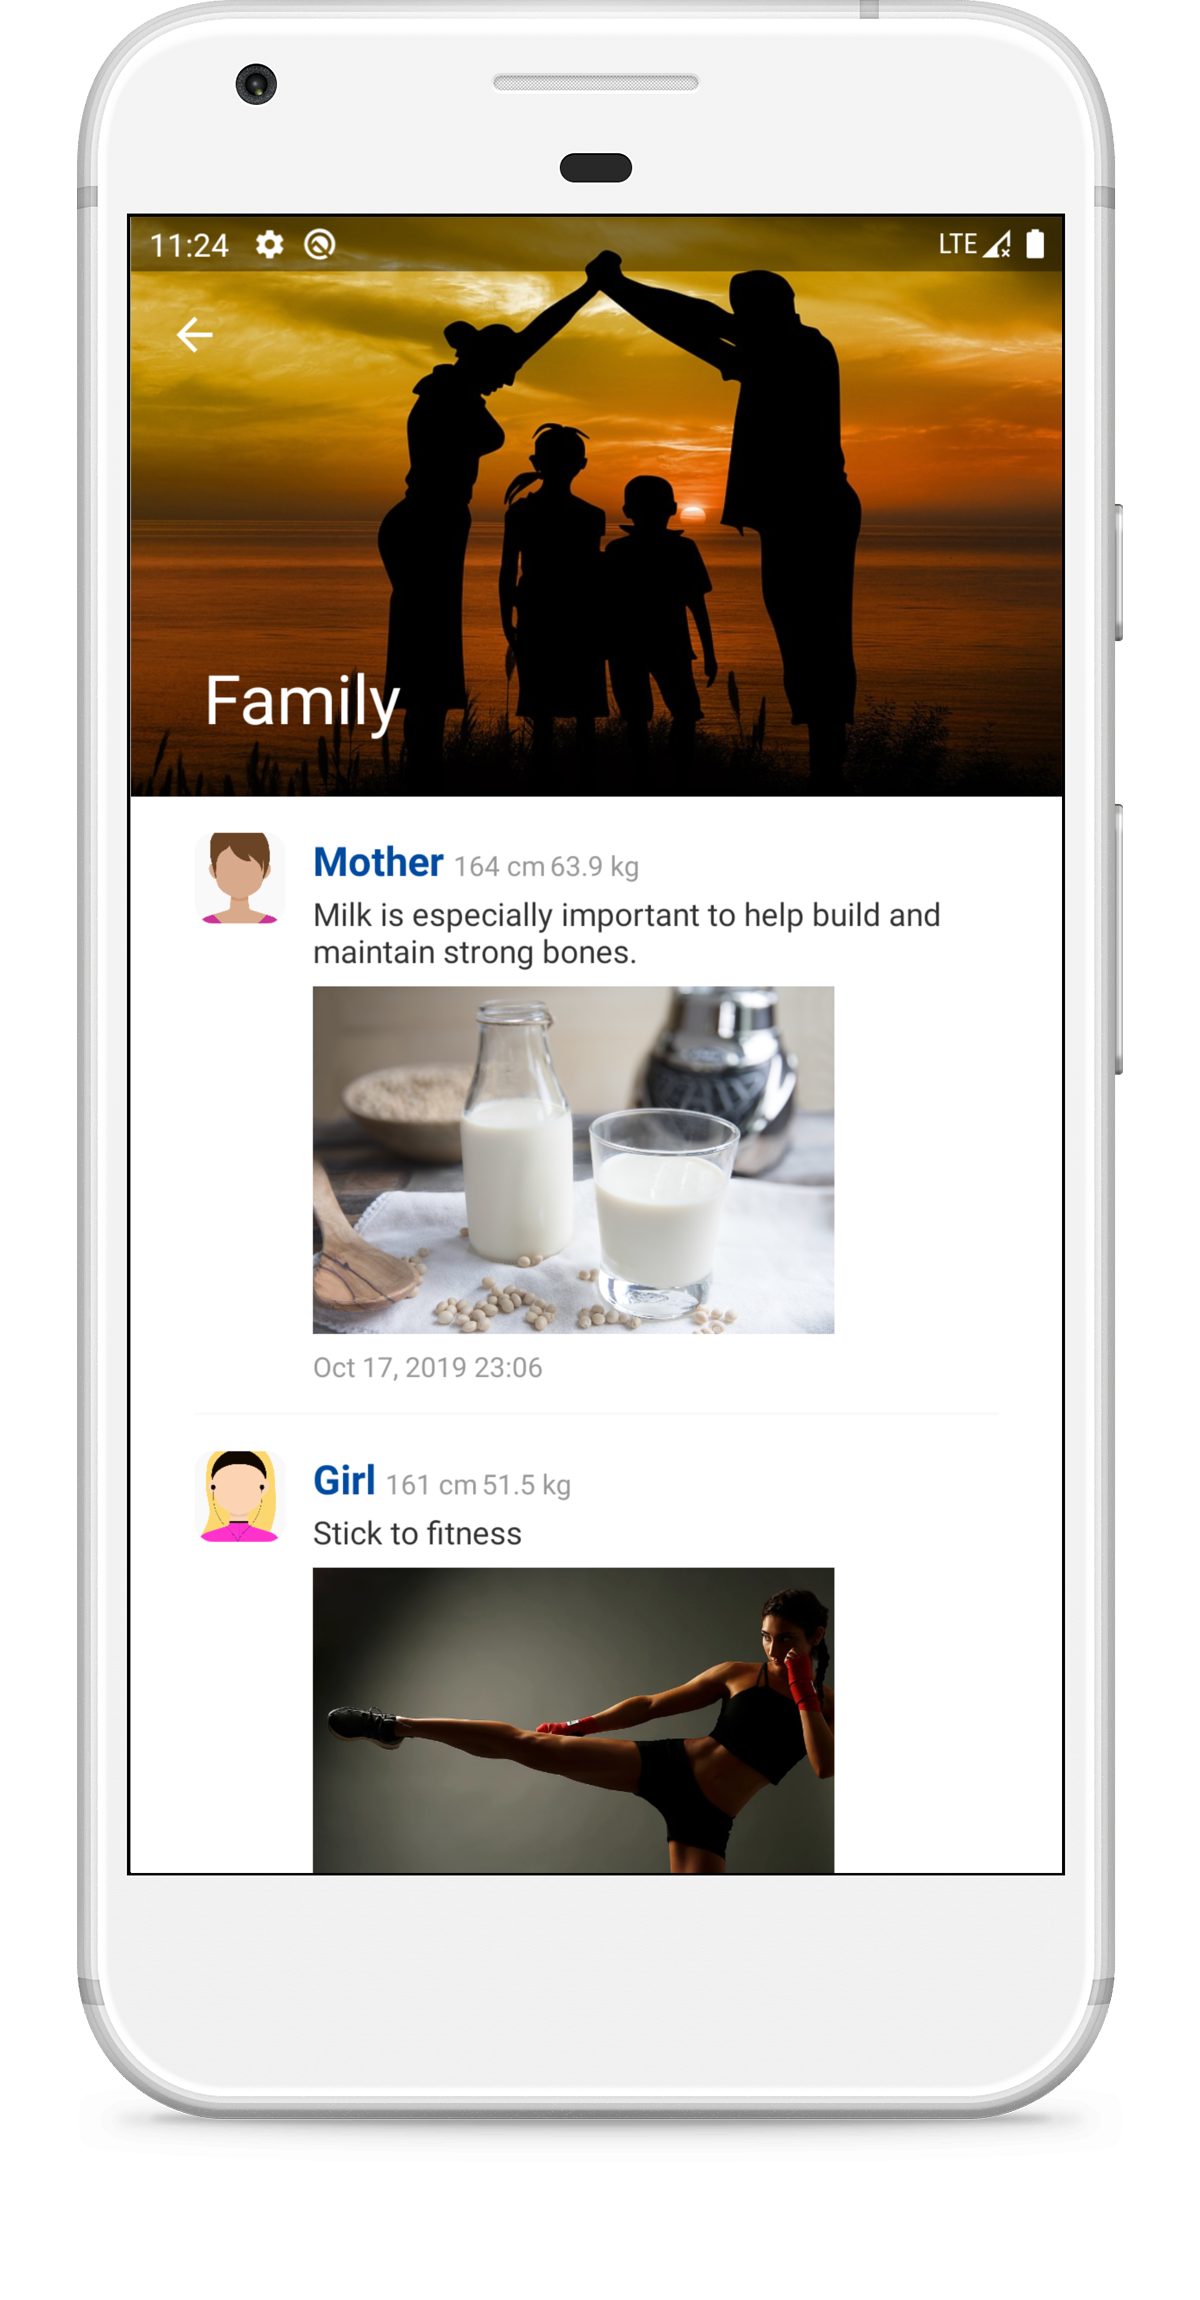 11:24
LTE
Family
Mother 164 cm 63.9 kg
Milk is especially important to help build and
maintain strong bones.
Oct 17, 2019 23:06
Girl 161 cm 51.5 kg
Stick to fitness